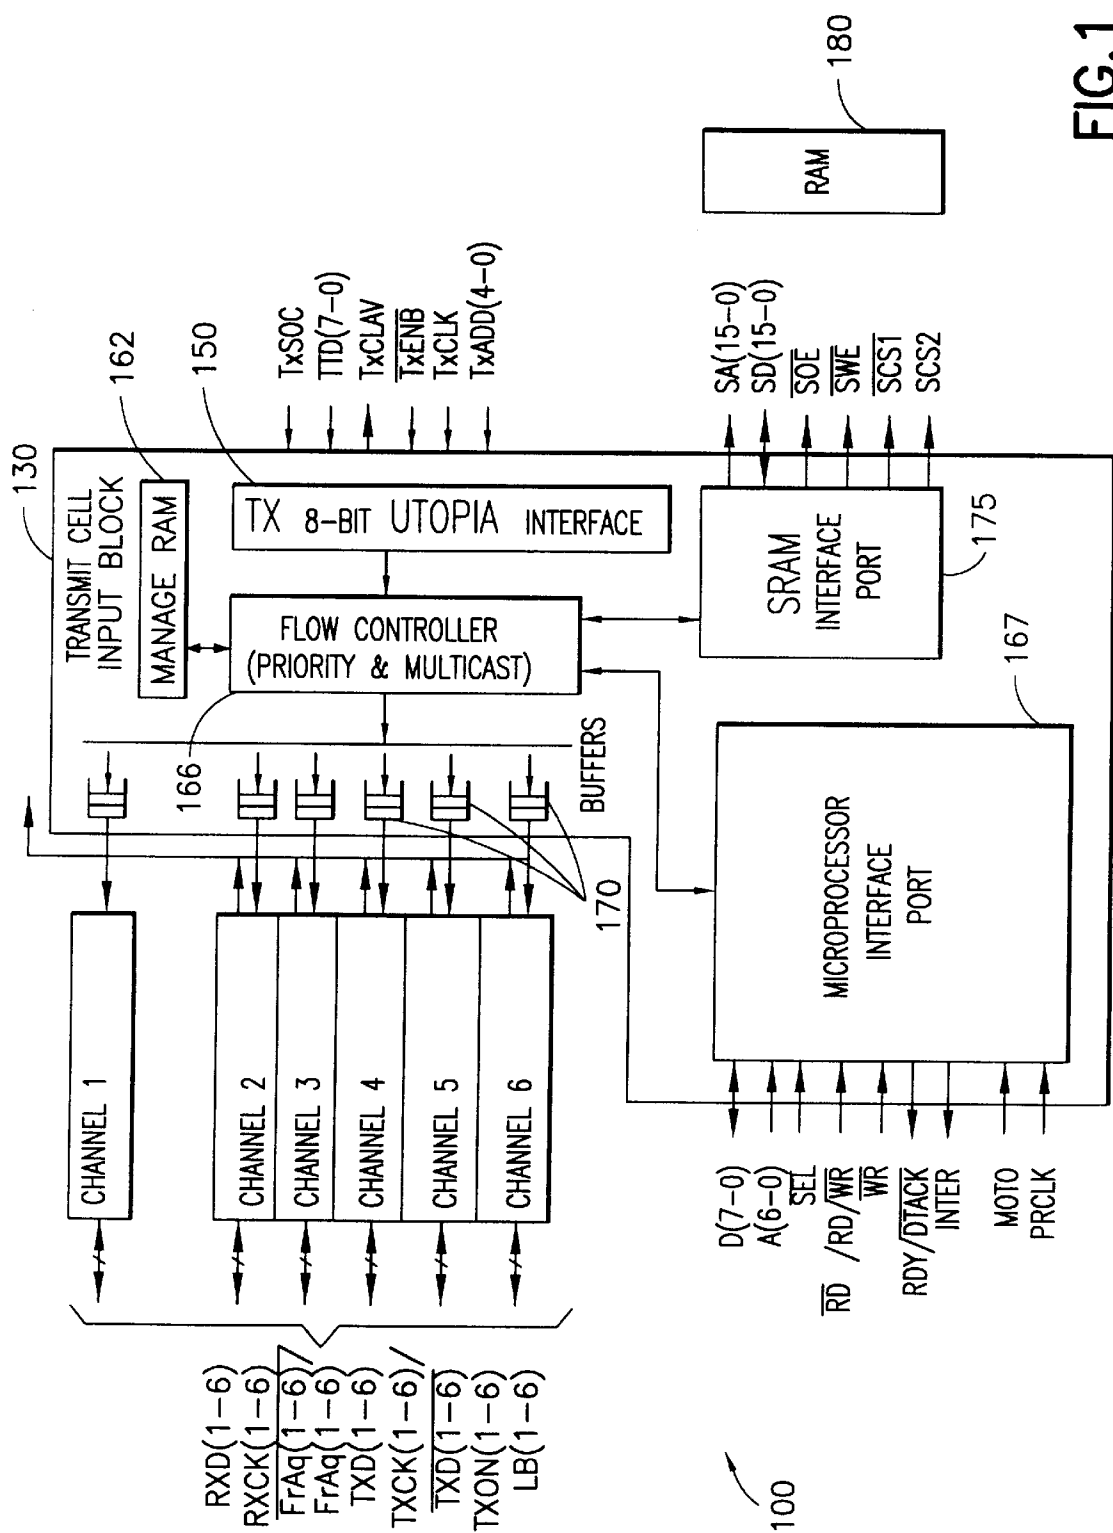 130
TRANSMIT CELL
INPUT BLOCK
162
MANAGE RAM
150
TX 8-BIT UTOPIA INTERFACE
TxSOC
TTD(7-0)
TxCLAV
TxENB
TxCLK
TxADD(4-0)
FLOW CONTROLLER
(PRIORITY & MULTICAST)
166
BUFFERS
170
CHANNEL 1
CHANNEL 2
CHANNEL 3
CHANNEL 4
CHANNEL 5
CHANNEL 6
RXD(1-6)
RXCK(1-6)
FrAq(1-6)/
FrAq(1-6)
TXD(1-6)
TXCK(1-6)/
TXD(1-6)
TXON(1-6)
LB(1-6)
SRAM
INTERFACE
PORT
175
SA(15-0)
SD(15-0)
SOE
SWE
SCS1
SCS2
RAM
180
MICROPROCESSOR
INTERFACE
PORT
167
D(7-0)
A(6-0)
SEL
RD /RD/WR
WR
RDY/DTACK
INTER
MOTO
PRCLK
100
FIG. 1